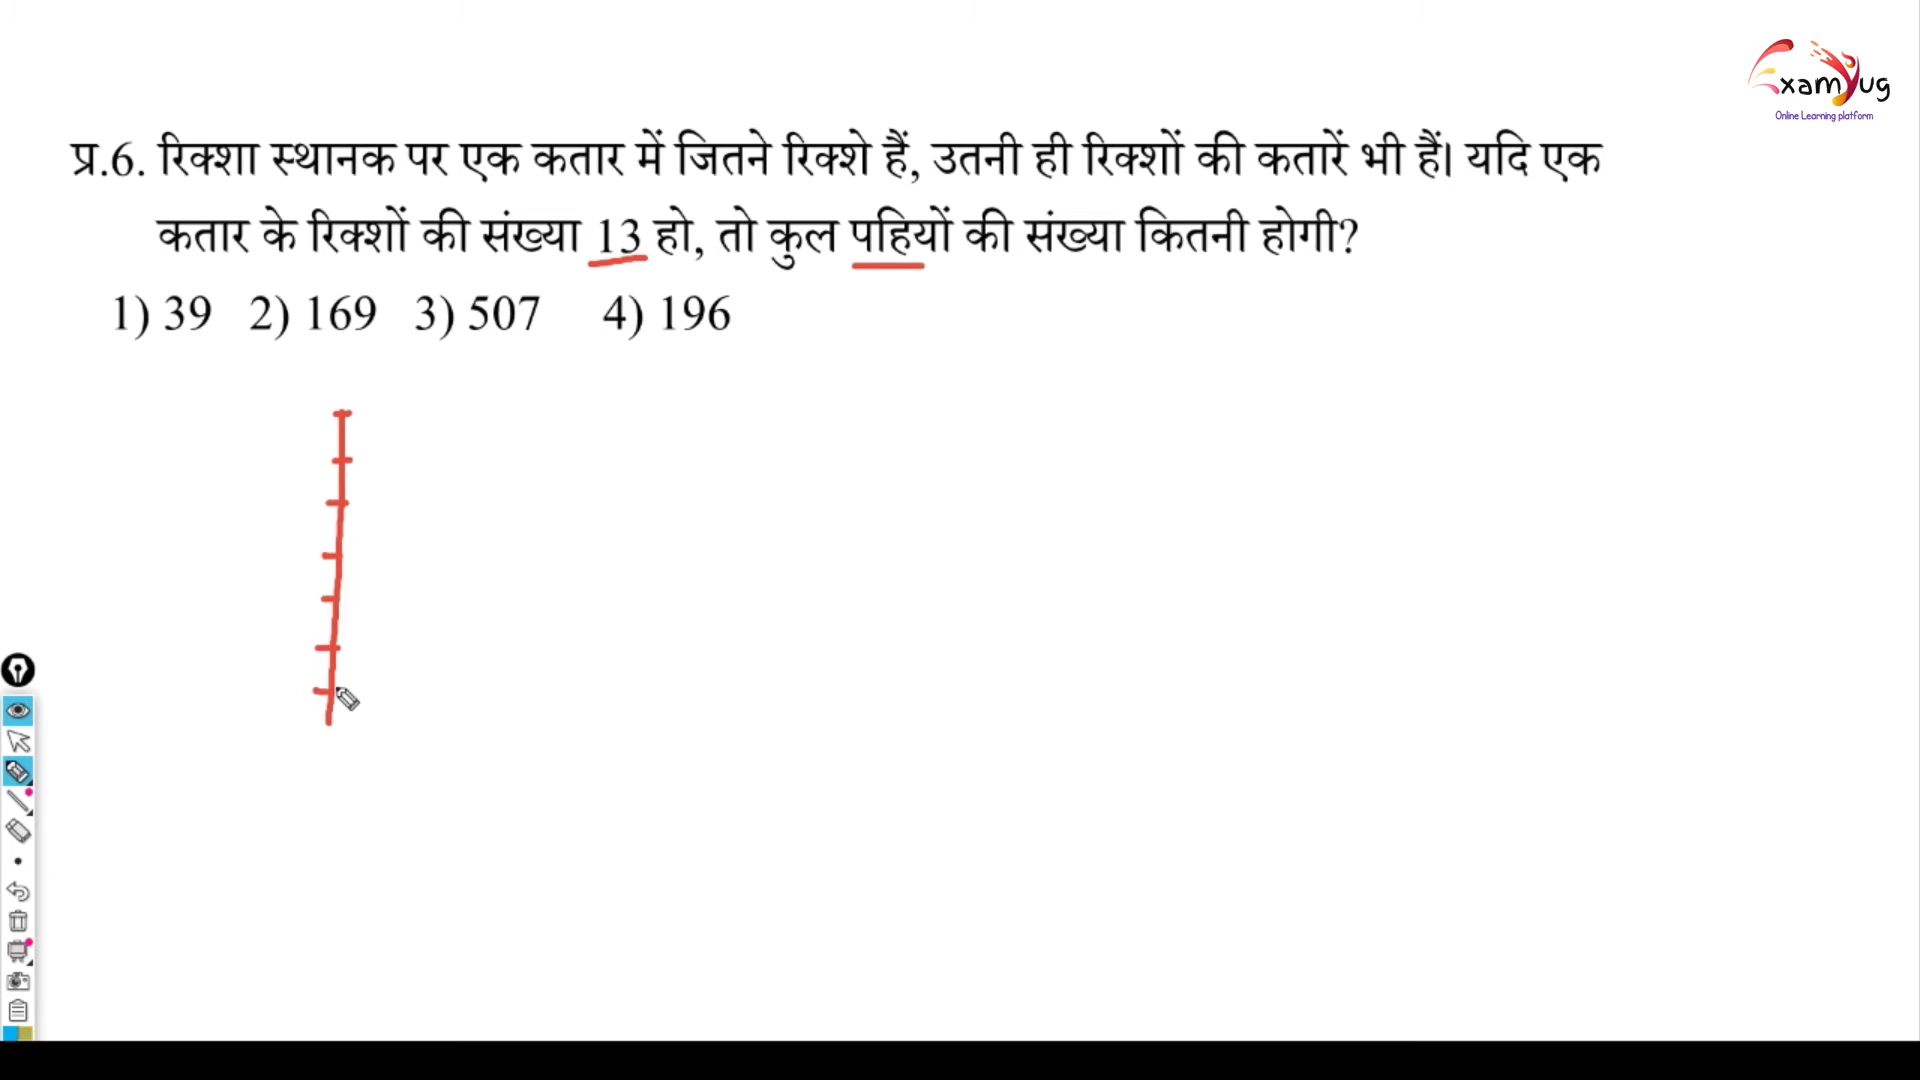 xamYug
Online Learning platform
प्र.6. रिक्शा स्थानक पर एक कतार में जितने रिक्शे हैं, उतनी ही रिक्शों की कतारें भी हैं। यदि एक
कतार के रिक्शों की संख्या 13 हो, तो कुल पहियों की संख्या कितनी होगी?
1) 39 2) 169 3) 507 4) 196